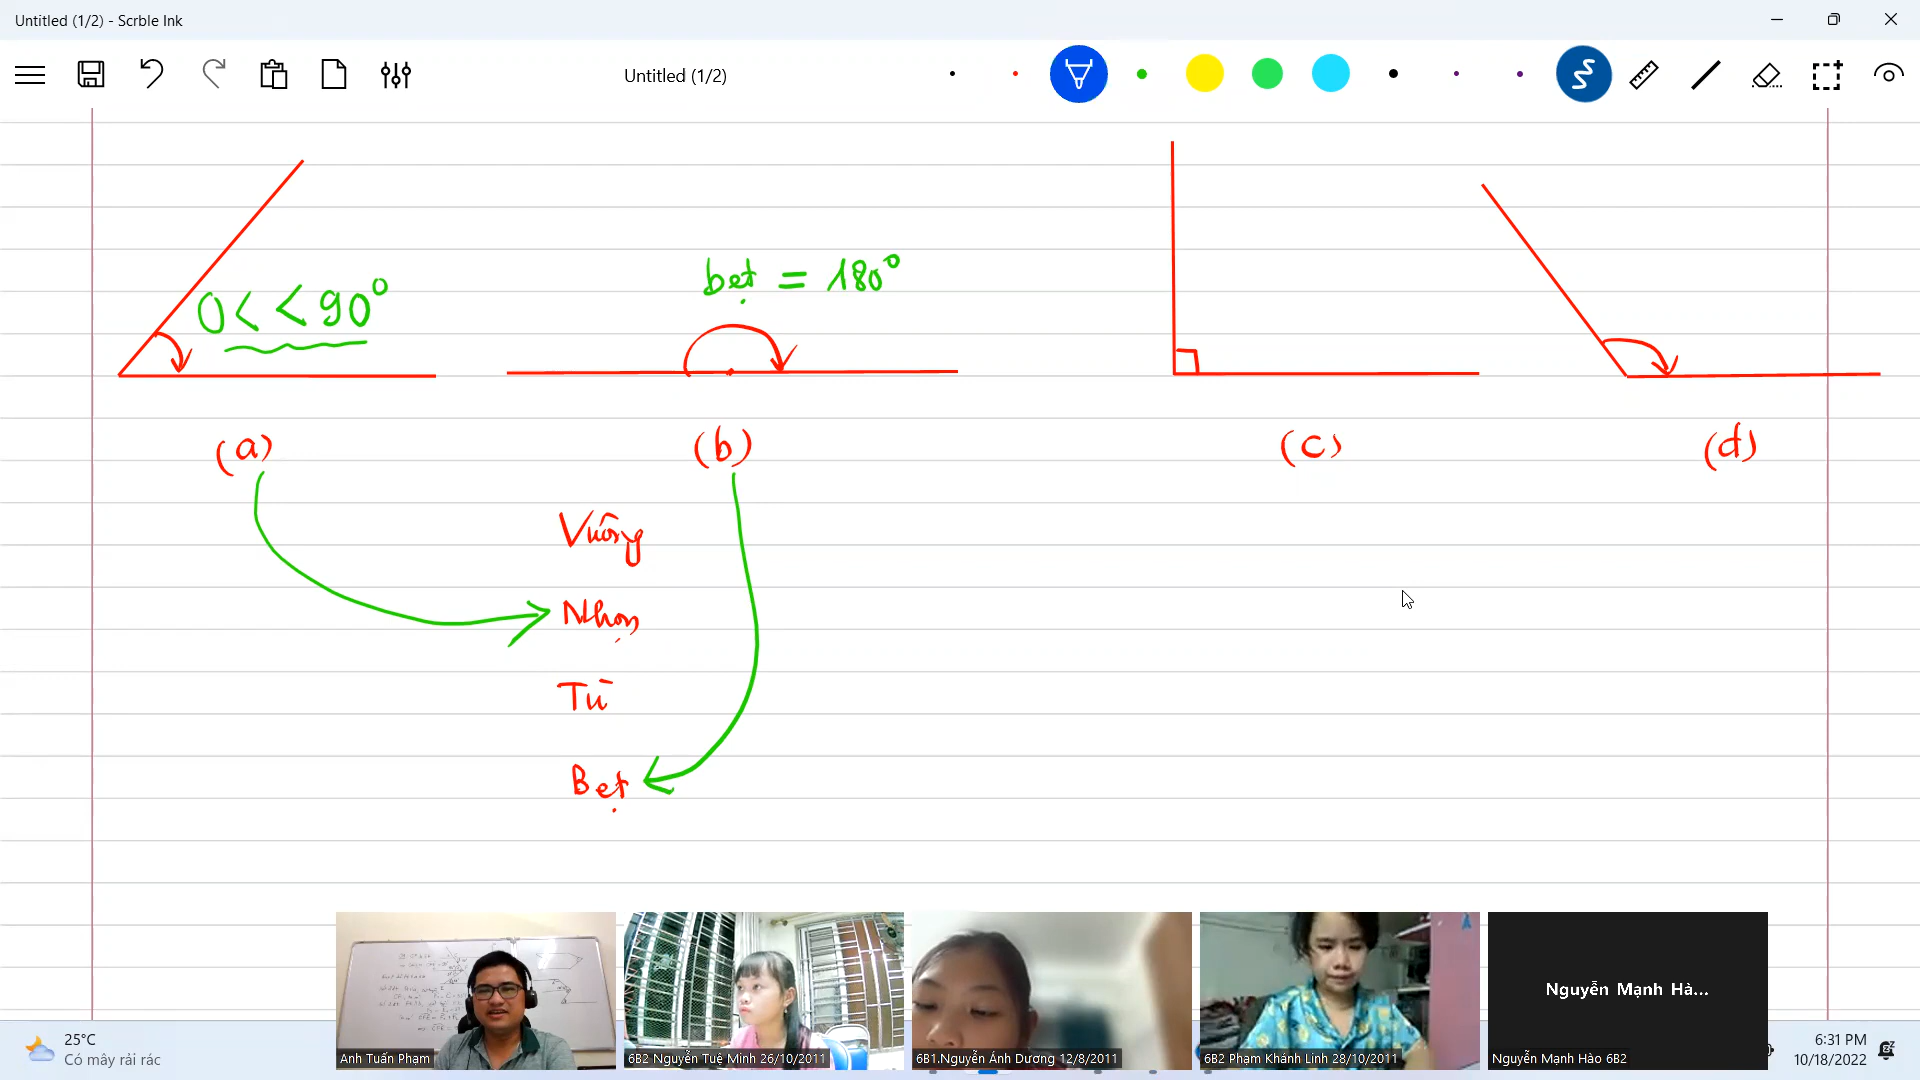 Untitled (1/2) - Scrble Ink
Untitled (1/2)
0 < < 90°
bẹt = 180°
(a)
(b)
(c)
(d)
Vuông
Nhọn
Tù
Bẹt
Anh Tuấn Phạm
6B2 Nguyễn Tuệ Minh 26/10/2011
6B1.Nguyễn Ánh Dương 12/8/2011
6B2 Phạm Khánh Linh 28/10/2011
Nguyễn Mạnh Hà...
Nguyễn Mạnh Hào 6B2
25°C
Có mây rải rác
6:31 PM
10/18/2022